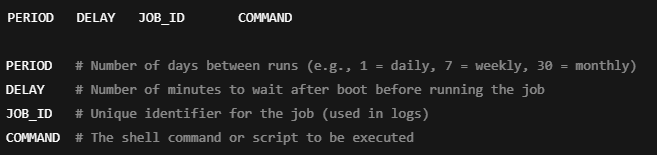 PERIOD DELAY JOB_ID COMMAND
PERIOD # Number of days between runs (e.g., 1 = daily, 7 = weekly, 30 = monthly)
DELAY # Number of minutes to wait after boot before running the job
JOB_ID # Unique identifier for the job (used in logs)
COMMAND # The shell command or script to be executed